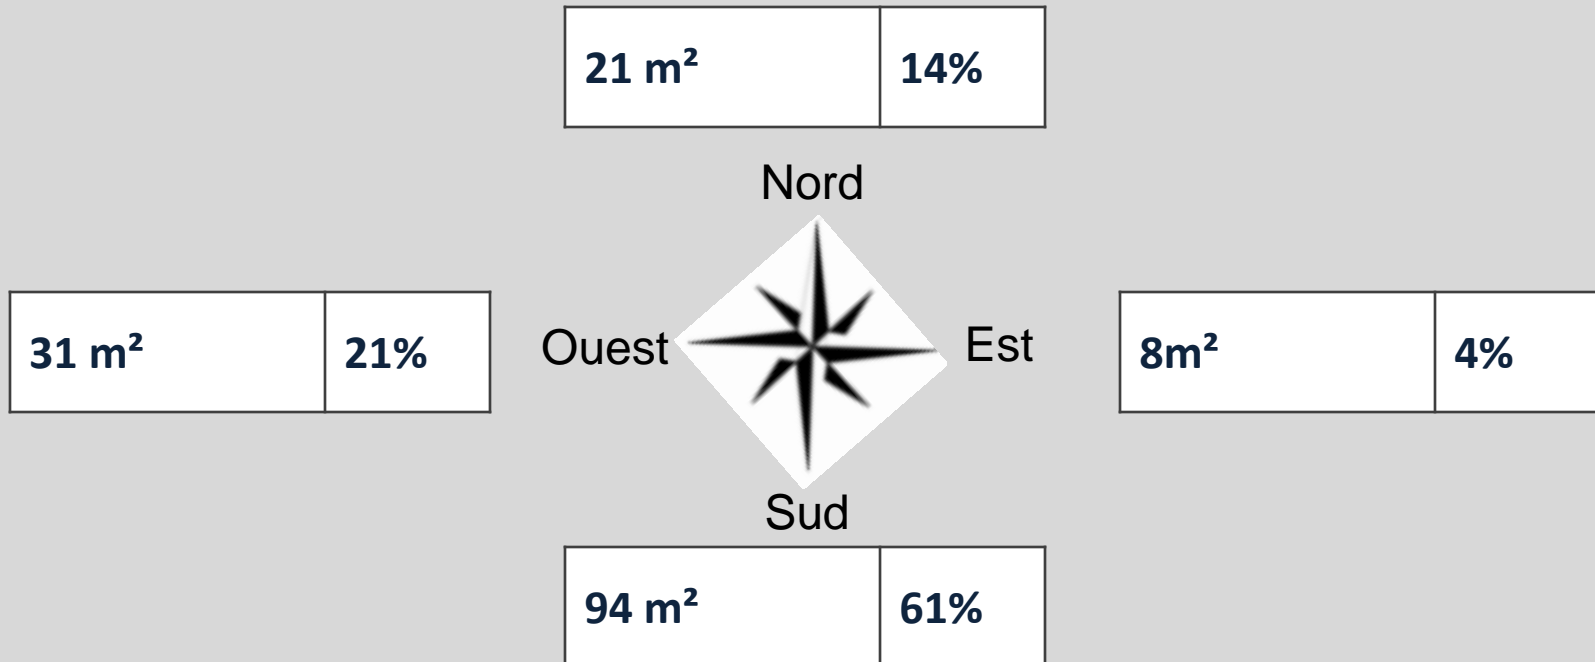 21 m² 14%
Nord
31 m² 21%
Ouest
Est
8m² 4%
Sud
94 m² 61%